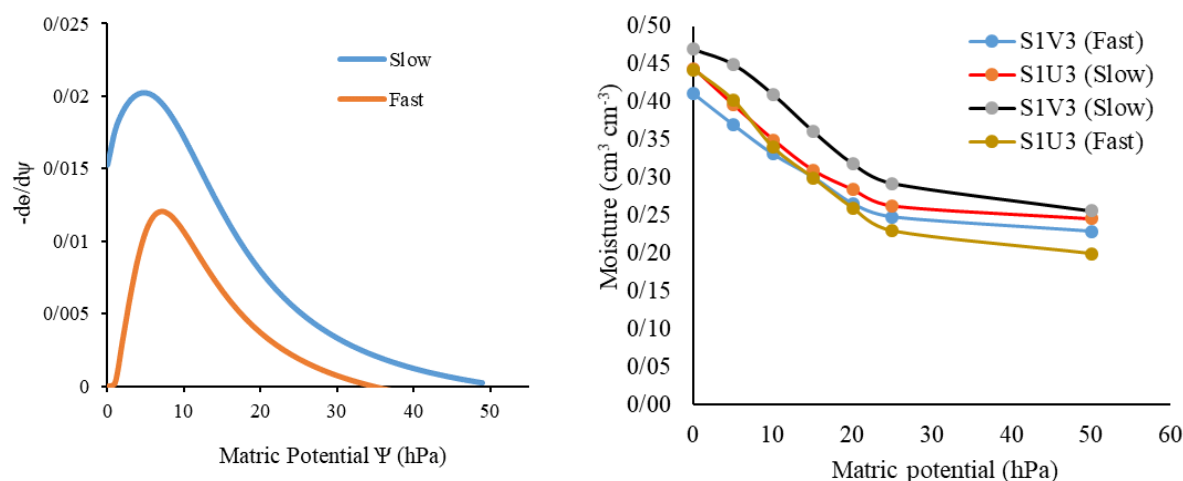 0/025
0/02
0/015
0/01
0/005
0
-dɵ/dψ
Slow
Fast
0 10 20 30 40 50
Matric Potential Ψ (hPa)
0/50
0/45
0/40
0/35
0/30
0/25
0/20
0/15
0/10
0/05
0/00
Moisture (cm³ cm⁻³)
S1V3 (Fast)
S1U3 (Slow)
S1V3 (Slow)
S1U3 (Fast)
0 10 20 30 40 50 60
Matric potential (hPa)